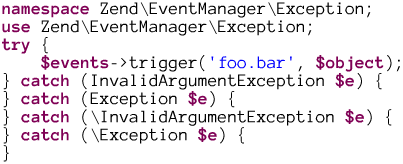 namespace Zend\EventManager\Exception;
use Zend\EventManager\Exception;
try {
    $events->trigger('foo.bar', $object);
} catch (InvalidArgumentException $e) {
} catch (Exception $e) {
} catch (\InvalidArgumentException $e) {
} catch (\Exception $e) {
}